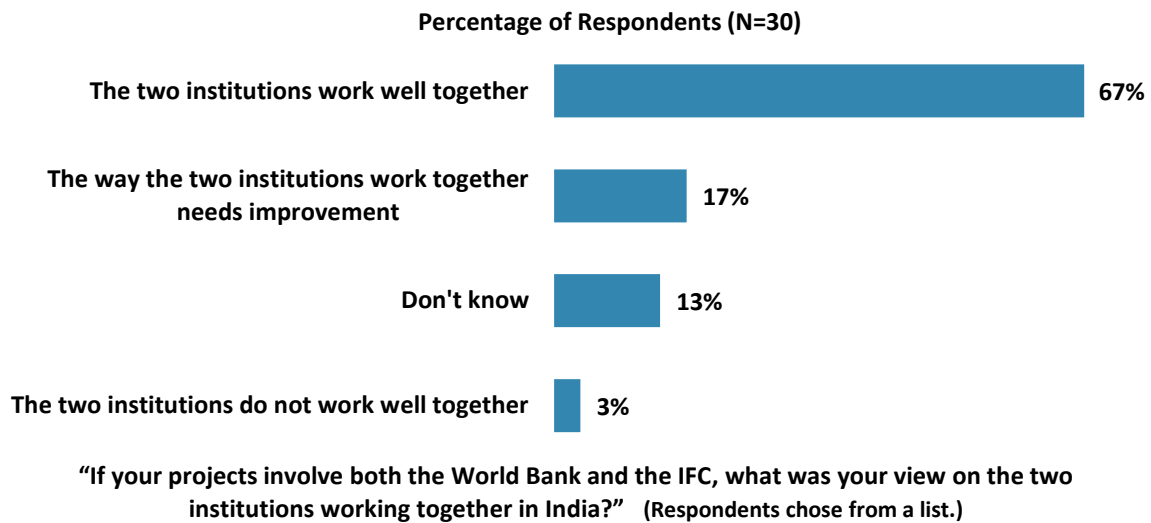 Percentage of Respondents (N=30)
The two institutions work well together
67%
The way the two institutions work together
needs improvement
17%
Don't know
13%
The two institutions do not work well together
3%
“If your projects involve both the World Bank and the IFC, what was your view on the two
institutions working together in India?” (Respondents chose from a list.)